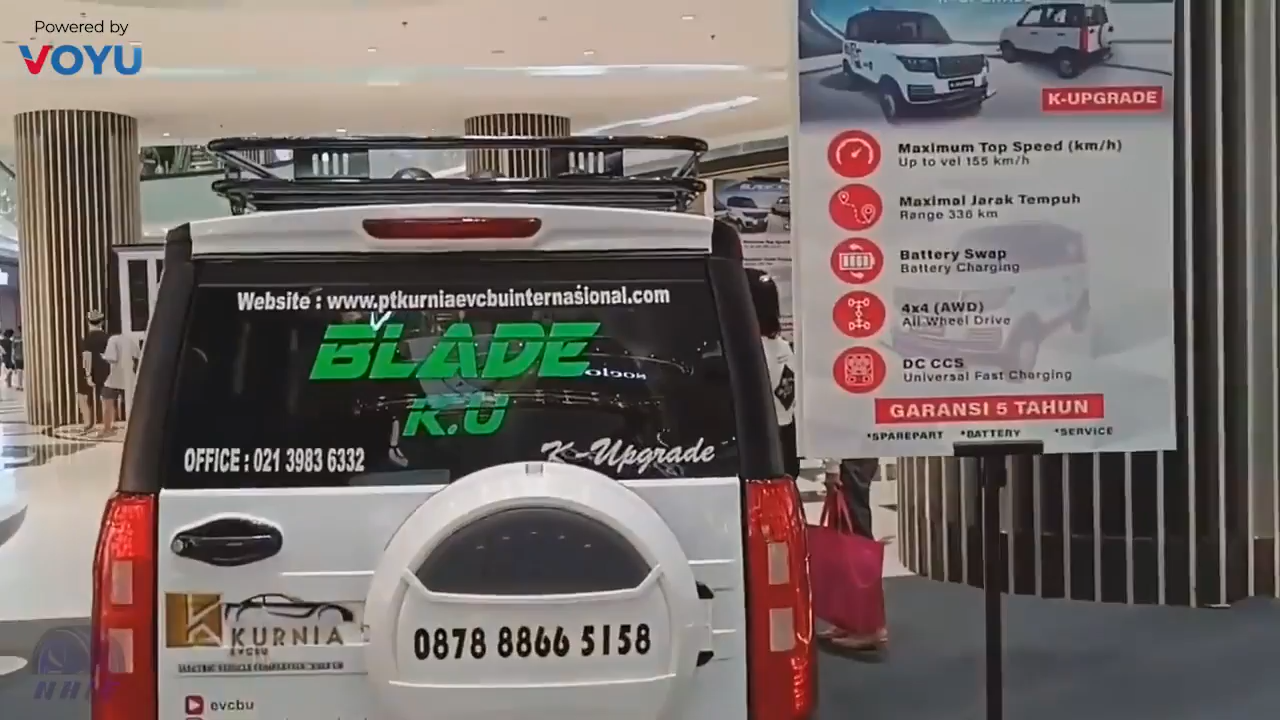 Powered by
VOYU
K-UPGRADE
Maximum Top Speed (km/h)
Up to vel 155 km/h
Maximal Jarak Tempuh
Range 336 km
Battery Swap
Battery Charging
4x4 (AWD)
All Wheel Drive
DC CCS
Universal Fast Charging
GARANSI 5 TAHUN
*SPAREPART *BATTERY *SERVICE
Website : www.ptkurniaevcbuinternasional.com
BLADE
K.U
OFFICE : 021 3983 6332
K-Upgrade
KURNIA
EVCBU
0878 8866 5158
evcbu